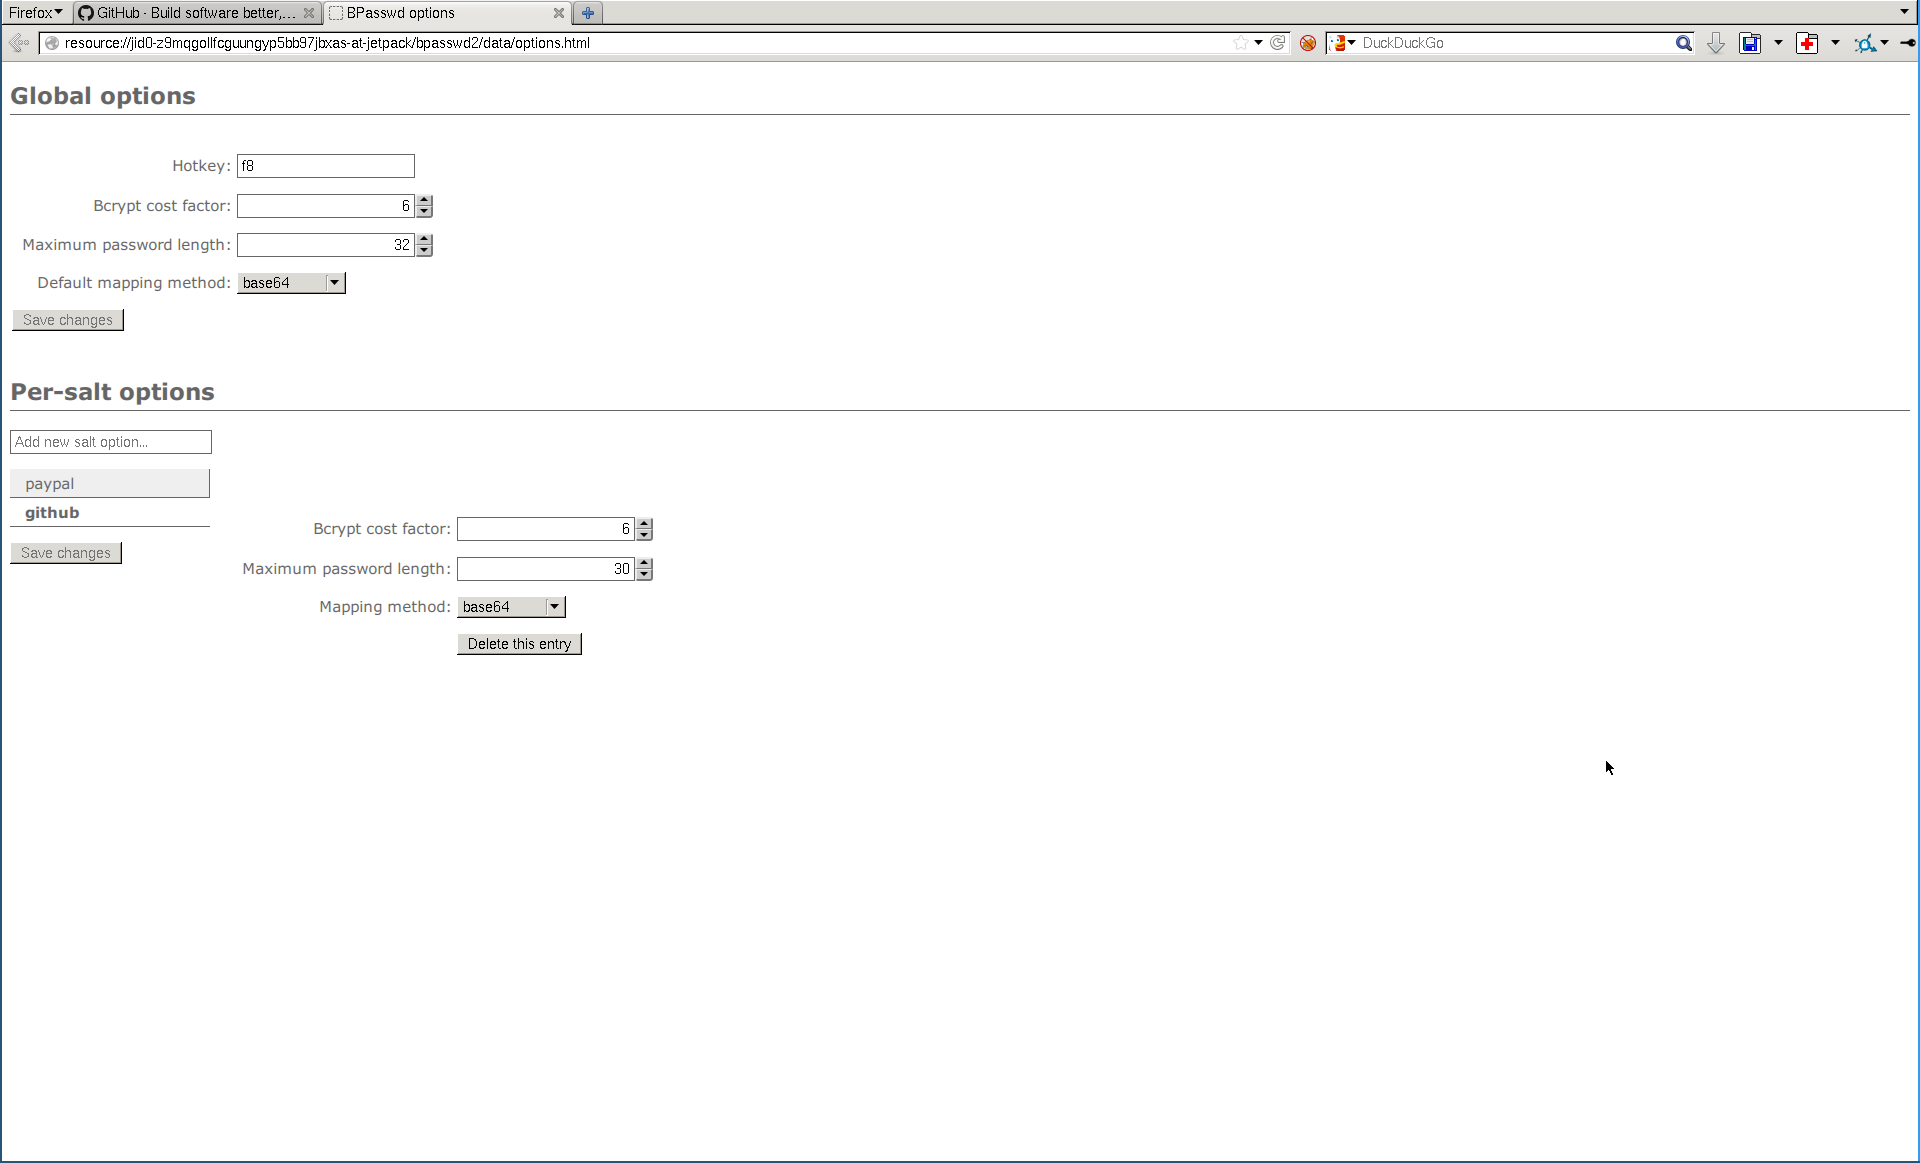 Firefox
GitHub · Build software better,...
BPasswd options
resource://jid0-z9mqgollfcguungyp5bb97jbxas-at-jetpack/bpasswd2/data/options.html
DuckDuckGo
Global options
Hotkey: f8
Bcrypt cost factor: 6
Maximum password length: 32
Default mapping method: base64
Save changes
Per-salt options
Add new salt option...
paypal
github
Save changes
Bcrypt cost factor: 6
Maximum password length: 30
Mapping method: base64
Delete this entry